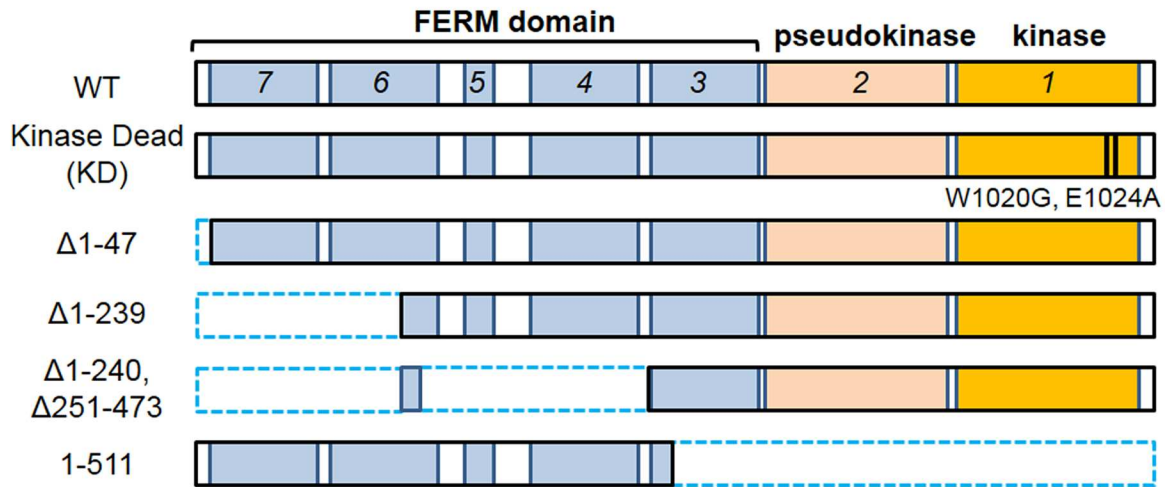 FERM domain
pseudokinase kinase
WT
7 6 5 4 3 2 1
Kinase Dead
(KD)
W1020G, E1024A
Δ1-47
Δ1-239
Δ1-240,
Δ251-473
1-511